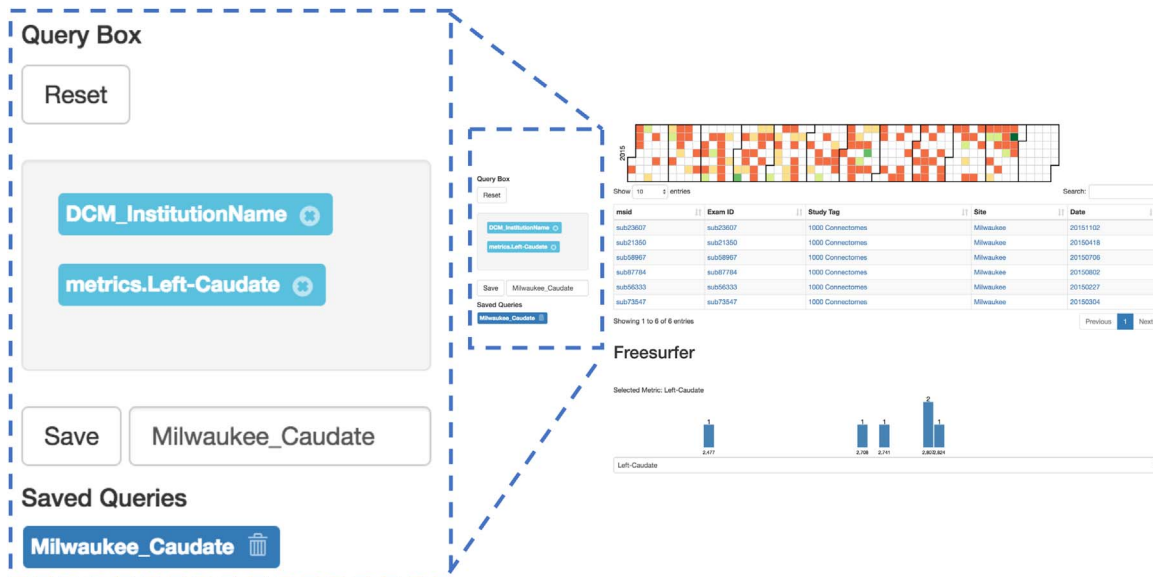 Query Box
Reset
DCM_InstitutionName
metrics.Left-Caudate
Save Milwaukee_Caudate
Saved Queries
Milwaukee_Caudate
Query Box
Reset
DCM_InstitutionName
metrics.Left-Caudate
Save Milwaukee_Caudate
Saved Queries
Milwaukee_Caudate
2015
Show 10 entries Search:
msid Exam ID Study Tag Site Date
sub23607 sub23607 1000 Connectomes Milwaukee 20151102
sub21350 sub21350 1000 Connectomes Milwaukee 20150418
sub58967 sub58967 1000 Connectomes Milwaukee 20150706
sub87784 sub87784 1000 Connectomes Milwaukee 20150802
sub56333 sub56333 1000 Connectomes Milwaukee 20150227
sub73547 sub73547 1000 Connectomes Milwaukee 20150304
Showing 1 to 6 of 6 entries Previous 1 Next
Freesurfer
Selected Metric: Left-Caudate
1 1 1 2 1
2,477 2,708 2,741 2,824
Left-Caudate